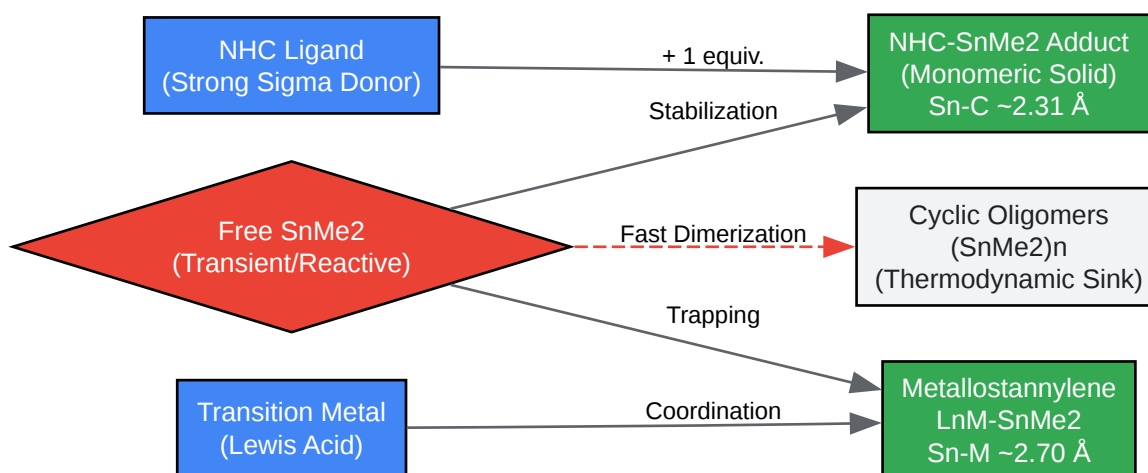 NHC Ligand
(Strong Sigma Donor)
+ 1 equiv.
NHC-SnMe2 Adduct
(Monomeric Solid)
Sn-C ~2.31 Å
Stabilization
Free SnMe2
(Transient/Reactive)
Fast Dimerization
Cyclic Oligomers
(SnMe2)n
(Thermodynamic Sink)
Trapping
Transition Metal
(Lewis Acid)
Coordination
Metallostannylene
LnM-SnMe2
Sn-M ~2.70 Å